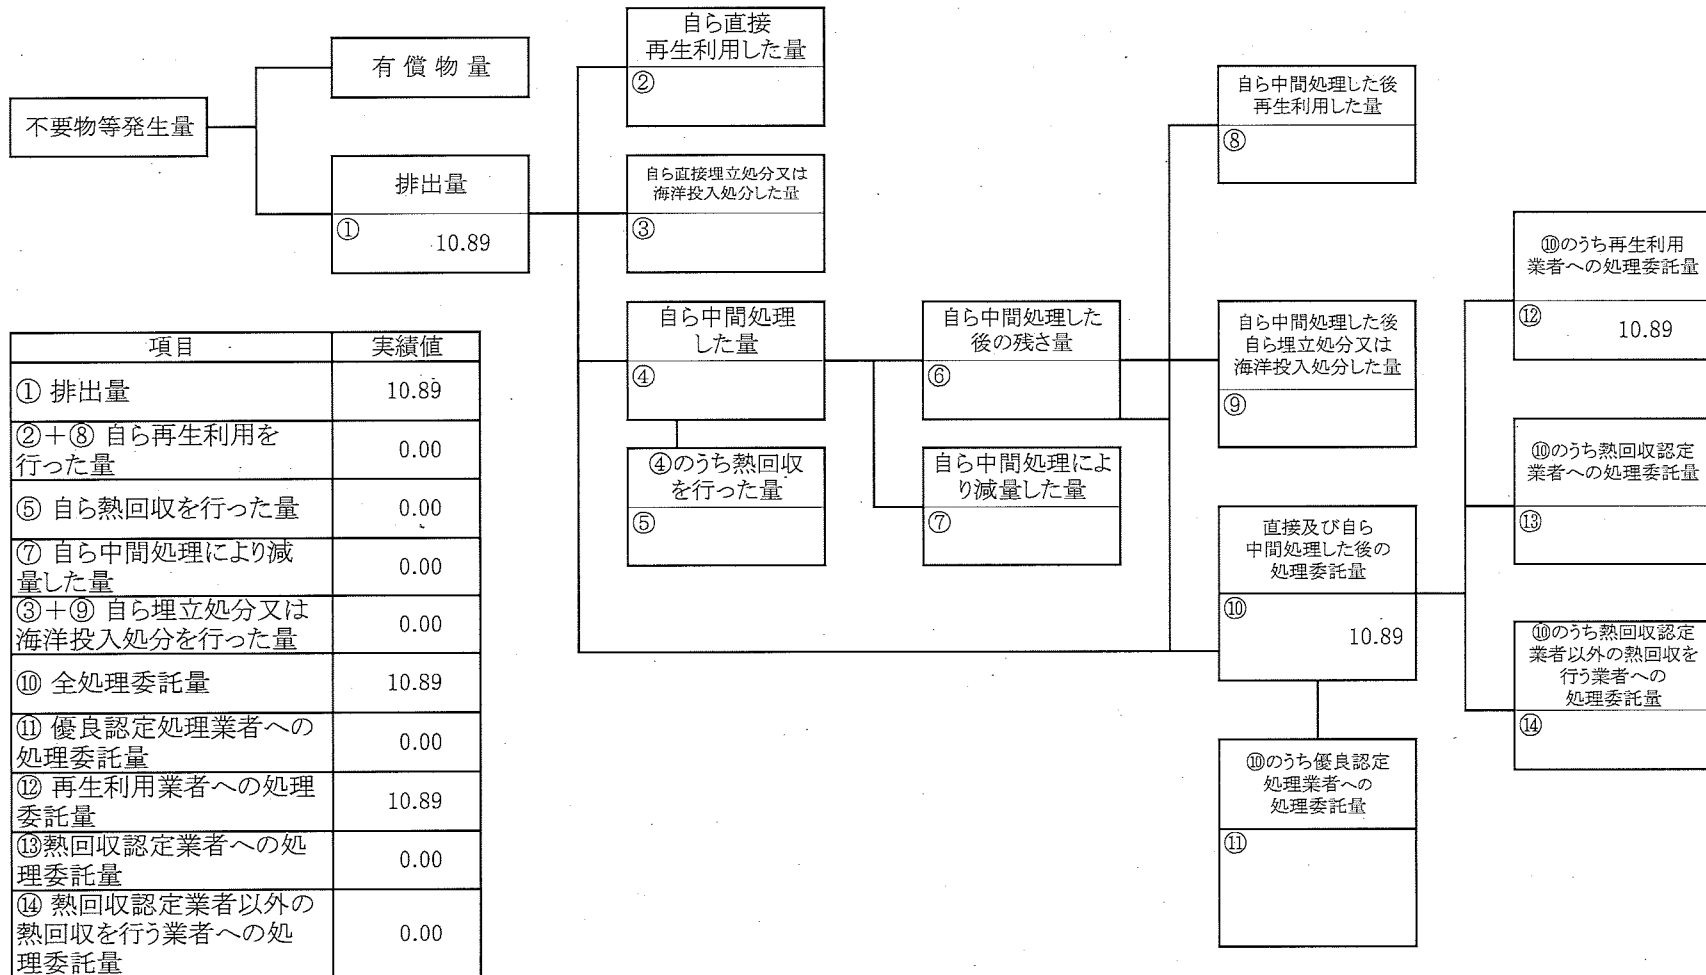 不要物等発生量
有償物量
排出量
①
10.89
自ら直接
再生利用した量
②
自ら直接埋立処分又は
海洋投入処分した量
③
自ら中間処理
した量
④
④のうち熱回収
を行った量
⑤
自ら中間処理した
後の残さ量
⑥
自ら中間処理によ
り減量した量
⑦
自ら中間処理した後
再生利用した量
⑧
自ら中間処理した後
自ら埋立処分又は
海洋投入処分した量
⑨
直接及び自ら
中間処理した後の
処理委託量
⑩
10.89
⑩のうち優良認定
処理業者への
処理委託量
⑪
⑩のうち再生利用
業者への処理委託量
⑫
10.89
⑩のうち熱回収認定
業者への処理委託量
⑬
⑩のうち熱回収認定
業者以外の熱回収を
行う業者への
処理委託量
⑭
項目 実績値
① 排出量 10.89
②+⑧ 自ら再生利用を
行った量 0.00
⑤ 自ら熱回収を行った量 0.00
⑦ 自ら中間処理により減
量した量 0.00
③+⑨ 自ら埋立処分又は
海洋投入処分を行った量 0.00
⑩ 全処理委託量 10.89
⑪ 優良認定処理業者への
処理委託量 0.00
⑫ 再生利用業者への処理
委託量 10.89
⑬熱回収認定業者への処
理委託量 0.00
⑭ 熱回収認定業者以外の
熱回収を行う業者への処
理委託量 0.00